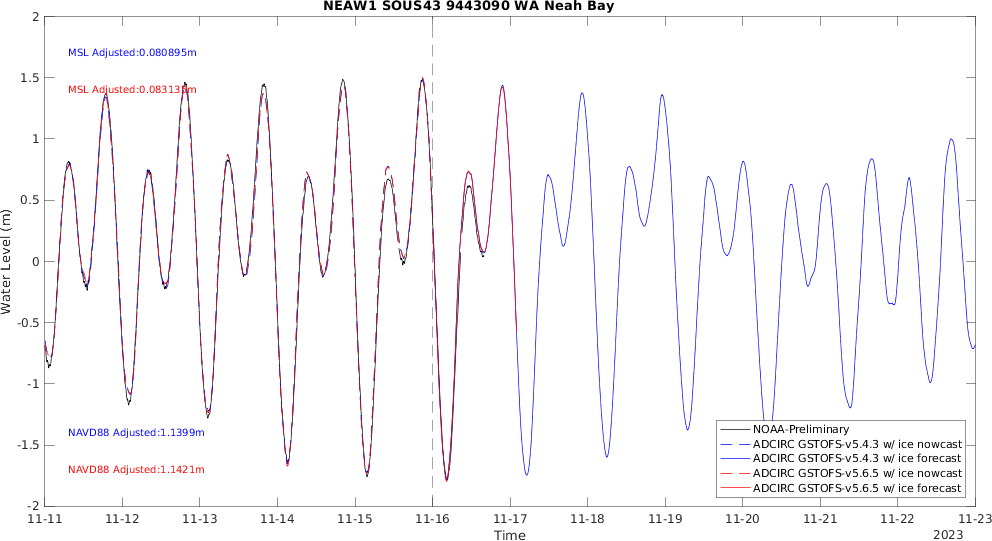 NEAW1 SOUS43 9443090 WA Neah Bay
2
1.5
1
0.5
0
-0.5
-1
-1.5
-2
Water Level (m)
MSL Adjusted:0.080895m
MSL Adjusted:0.083135m
NAVD88 Adjusted:1.1399m
NAVD88 Adjusted:1.1421m
NOAA-Preliminary
ADCIRC GSTOFS-v5.4.3 w/ ice nowcast
ADCIRC GSTOFS-v5.4.3 w/ ice forecast
ADCIRC GSTOFS-v5.6.5 w/ ice nowcast
ADCIRC GSTOFS-v5.6.5 w/ ice forecast
11-11 11-12 11-13 11-14 11-15 11-16 11-17 11-18 11-19 11-20 11-21 11-22 11-23
Time
2023